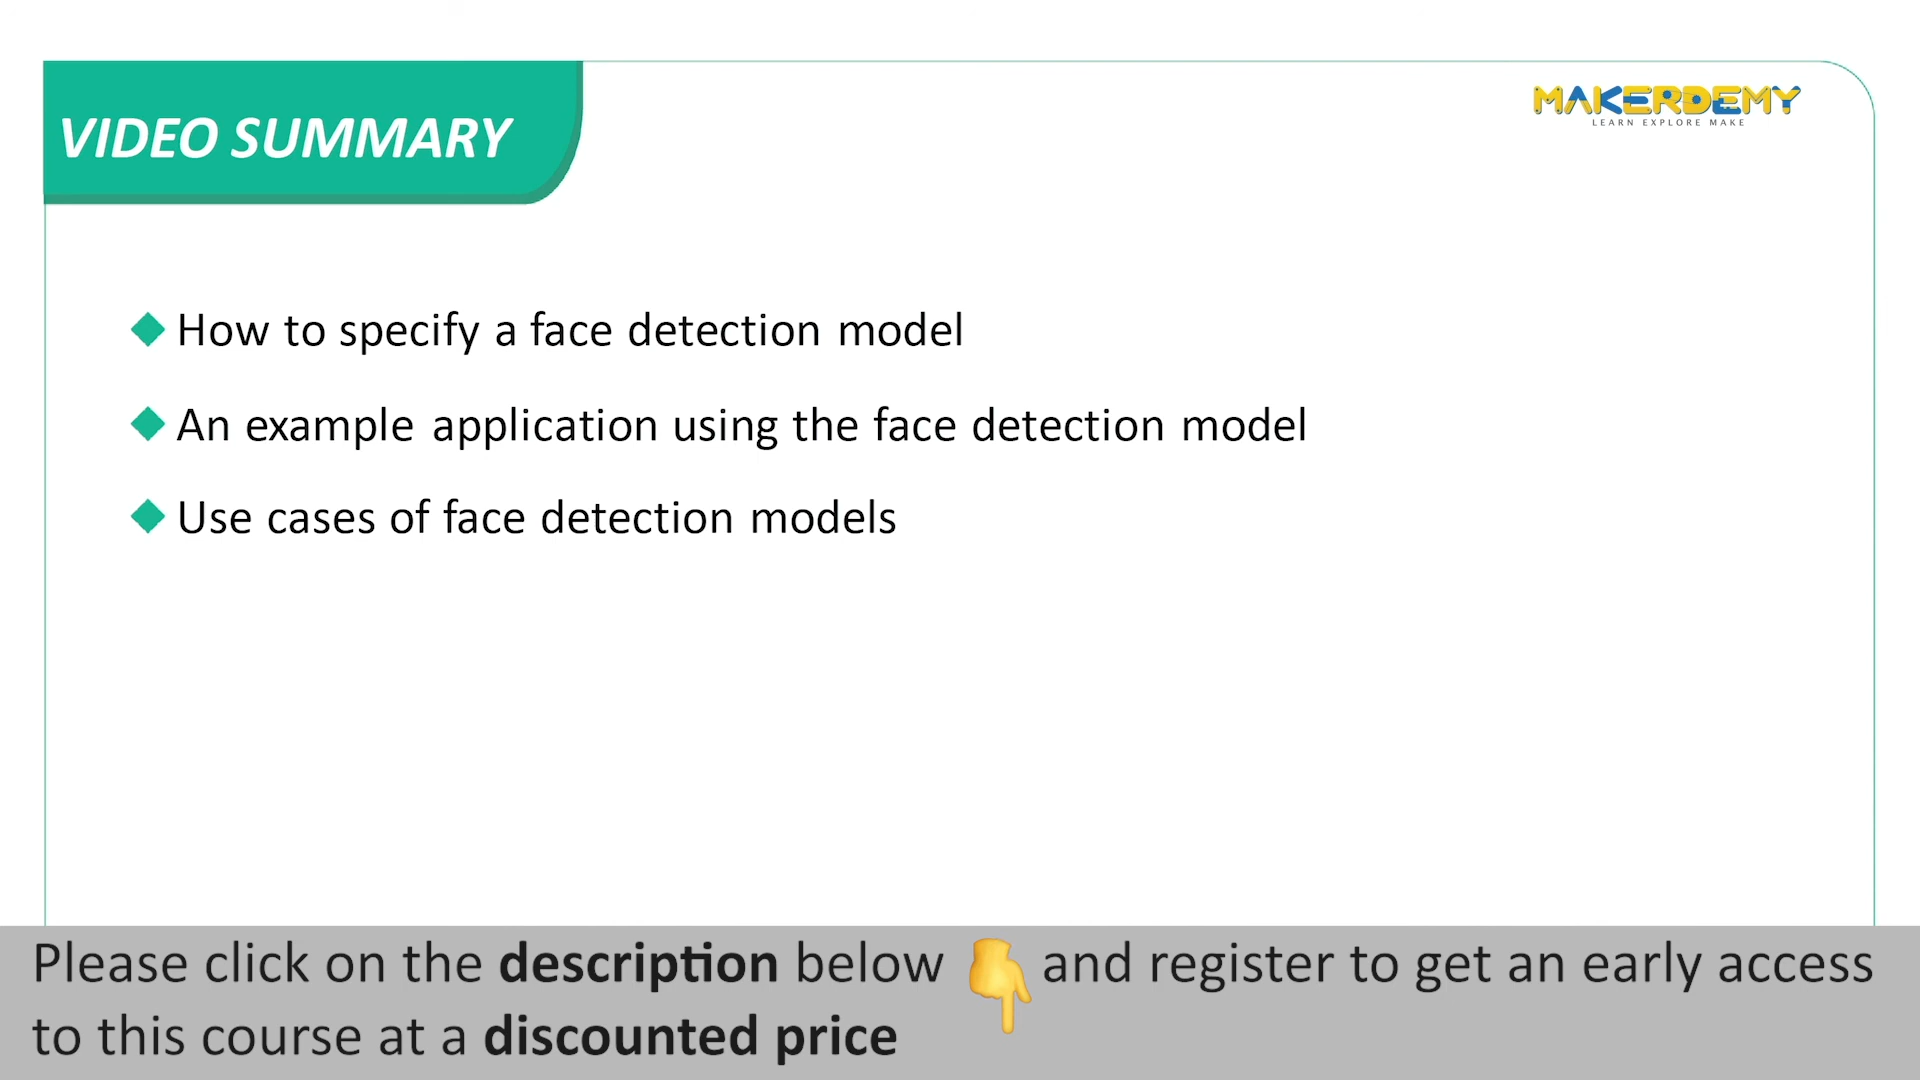 VIDEO SUMMARY
MAKERDEMY
LEARN EXPLORE MAKE
How to specify a face detection model
An example application using the face detection model
Use cases of face detection models
Please click on the description below 👇 and register to get an early access
to this course at a discounted price